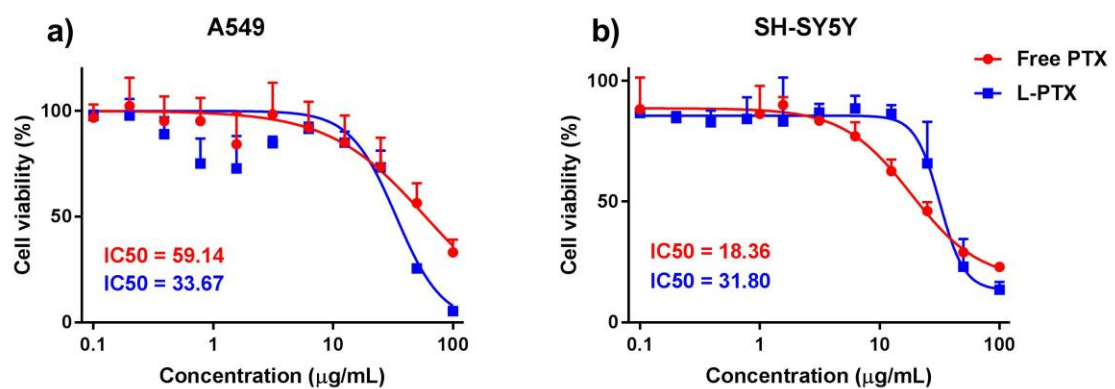 a)
A549
Cell viability (%)
100
50
0
IC50 = 59.14
IC50 = 33.67
0.1 1 10 100
Concentration (μg/mL)
b)
SH-SY5Y
Cell viability (%)
100
50
0
IC50 = 18.36
IC50 = 31.80
0.1 1 10 100
Concentration (μg/mL)
Free PTX
L-PTX